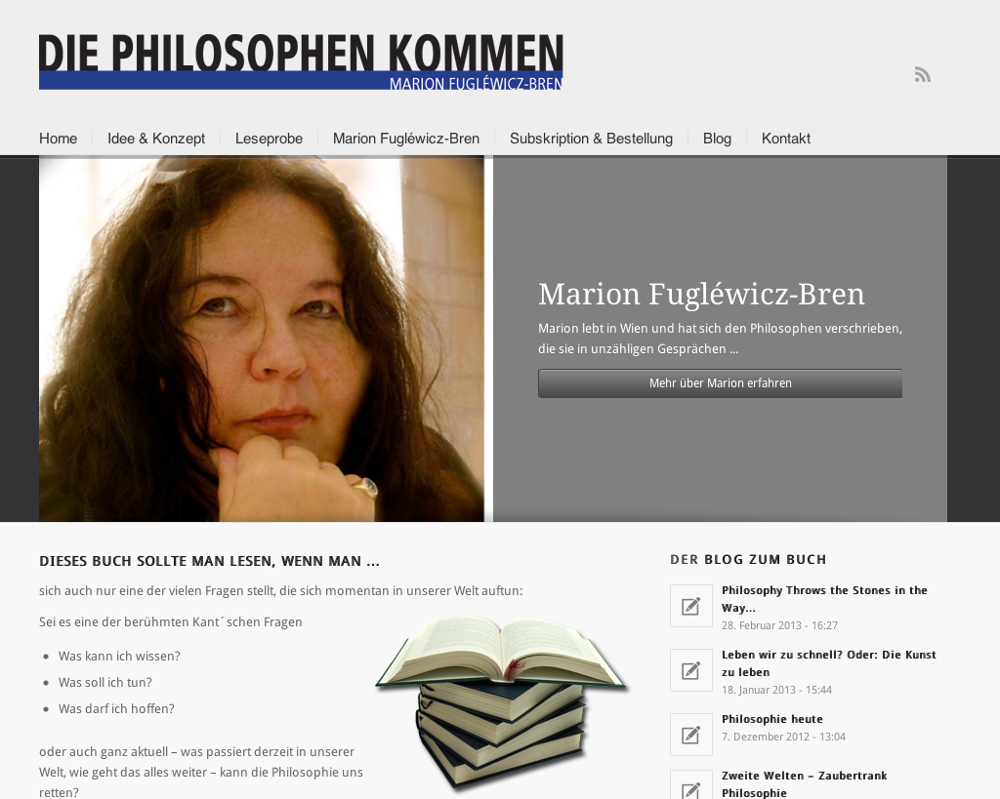 DIE PHILOSOPHEN KOMMEN
MARION FUGLÉWICZ-BREN
Home
Idee & Konzept
Leseprobe
Marion Fugléwicz-Bren
Subskription & Bestellung
Blog
Kontakt
Marion Fugléwicz-Bren
Marion lebt in Wien und hat sich den Philosophen verschrieben,
die sie in unzähligen Gesprächen ...
Mehr über Marion erfahren
DIESES BUCH SOLLTE MAN LESEN, WENN MAN …
sich auch nur eine der vielen Fragen stellt, die sich momentan in unserer Welt auftun:
Sei es eine der berühmten Kant´schen Fragen
Was kann ich wissen?
Was soll ich tun?
Was darf ich hoffen?
oder auch ganz aktuell – was passiert derzeit in unserer
Welt, wie geht das alles weiter – kann die Philosophie uns
retten?
DER BLOG ZUM BUCH
Philosophy Throws the Stones in the
Way...
28. Februar 2013 - 16:27
Leben wir zu schnell? Oder: Die Kunst
zu leben
18. Januar 2013 - 15:44
Philosophie heute
7. Dezember 2012 - 13:04
Zweite Welten – Zaubertrank
Philosophie